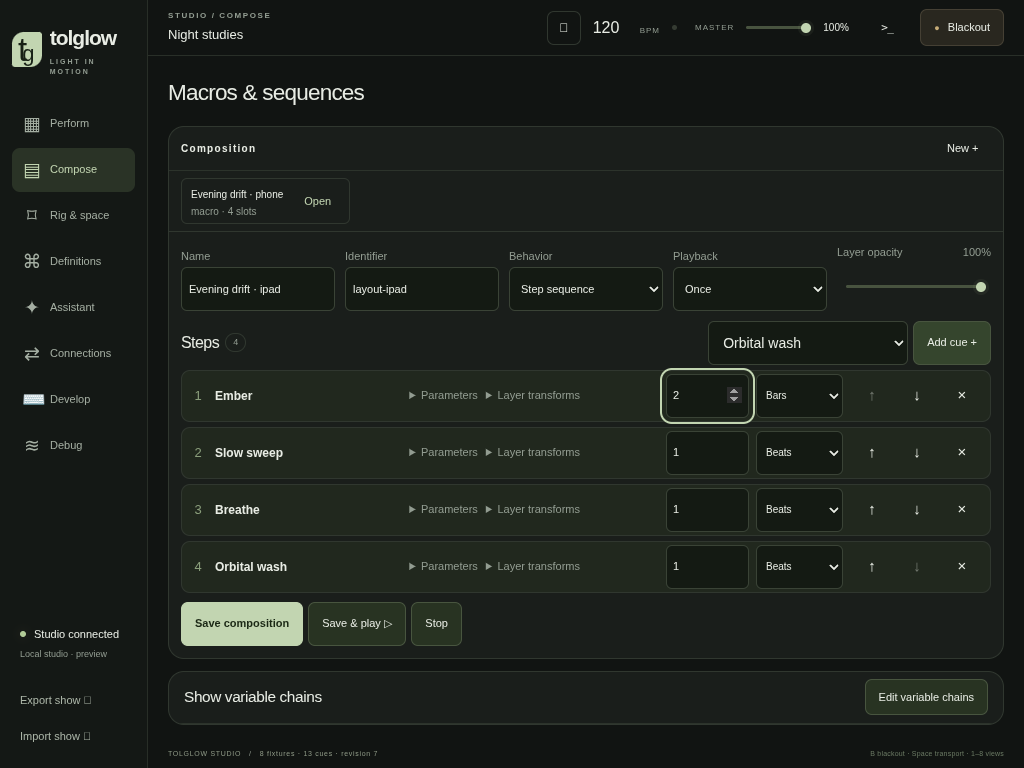 tolglow
LIGHT IN
MOTION
Perform
Compose
Rig & space
Definitions
Assistant
Connections
Develop
Debug
Studio connected
Local studio · preview
Export show
Import show
STUDIO / COMPOSE
Night studies
120 BPM
MASTER 100%
>_
Blackout
Macros & sequences
Composition
New +
Evening drift · phone
macro · 4 slots
Open
Name
Identifier
Behavior
Playback
Layer opacity 100%
Evening drift · ipad
layout-ipad
Step sequence
Once
Steps 4
Orbital wash
Add cue +
1 Ember ▶ Parameters ▶ Layer transforms 2 Bars ↑ ↓ ×
2 Slow sweep ▶ Parameters ▶ Layer transforms 1 Beats ↑ ↓ ×
3 Breathe ▶ Parameters ▶ Layer transforms 1 Beats ↑ ↓ ×
4 Orbital wash ▶ Parameters ▶ Layer transforms 1 Beats ↑ ↓ ×
Save composition
Save & play ▷
Stop
Show variable chains
Edit variable chains
TOLGLOW STUDIO / 8 fixtures · 13 cues · revision 7
B blackout · Space transport · 1–8 views